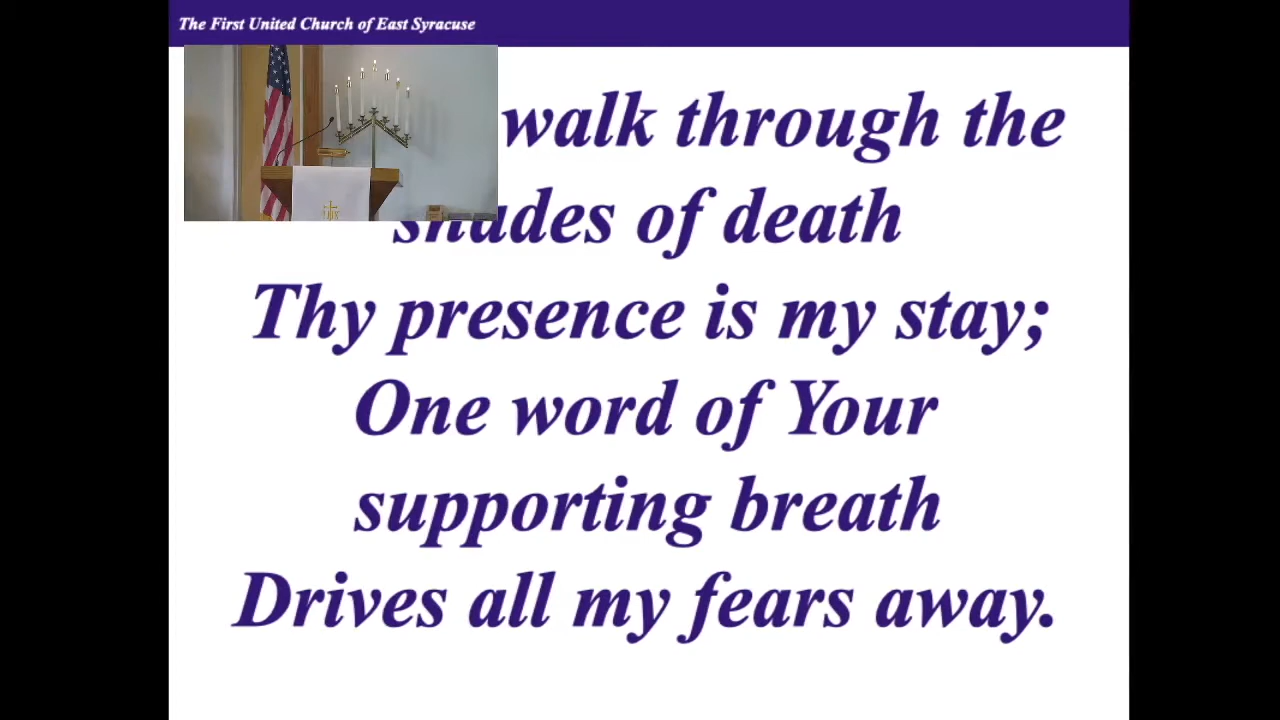 The First United Church of East Syracuse
walk through the
shades of death
Thy presence is my stay;
One word of Your
supporting breath
Drives all my fears away.